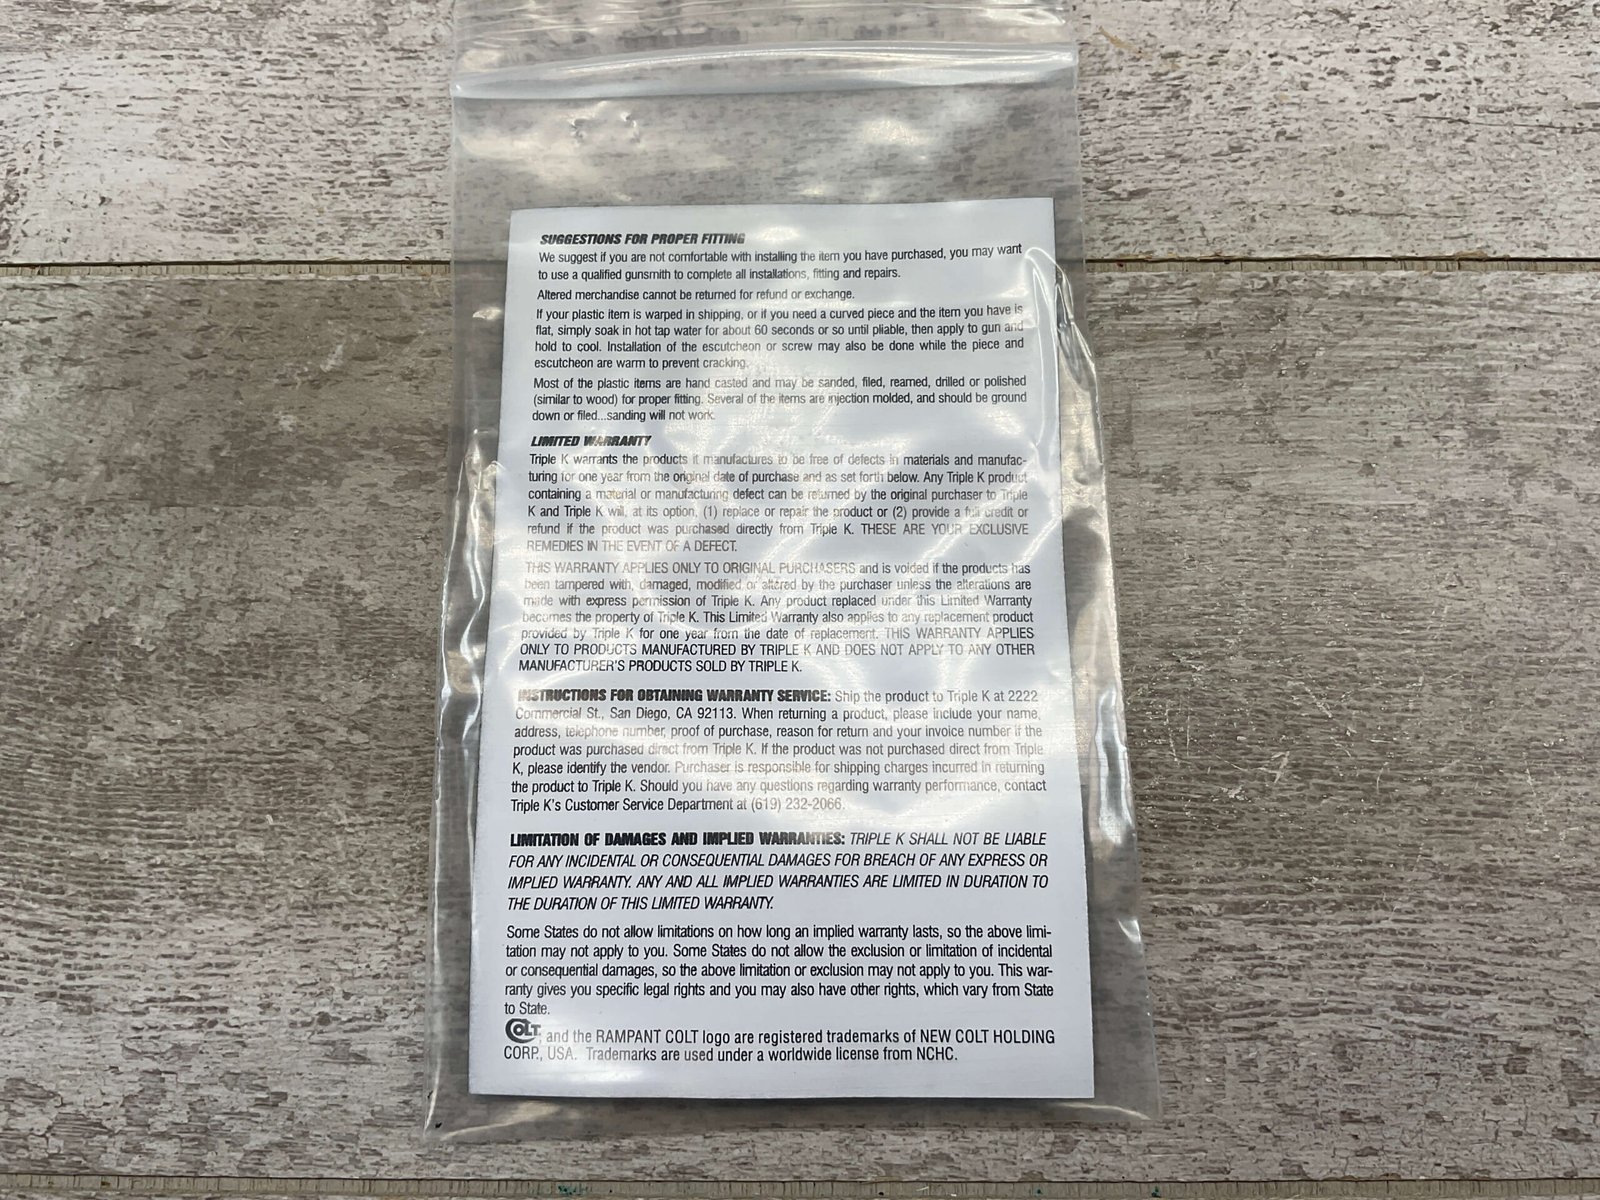 SUGGESTIONS FOR PROPER FITTING
We suggest if you are not comfortable with installing the item you have purchased, you may want
to use a qualified gunsmith to complete all installations, fitting and repairs.
Altered merchandise cannot be returned for refund or exchange.
If your plastic item is warped in shipping, or if you need a curved piece and the item you have is
flat, simply soak in hot tap water for about 60 seconds or so until pliable, then apply to gun and
hold to cool. Installation of the escutcheon or screw may also be done while the piece and
escutcheon are warm to prevent cracking.
Most of the plastic items are hand casted and may be sanded, filed, reamed, drilled or polished
(similar to wood) for proper fitting. Several of the items are injection molded, and should be ground
down or filed...sanding will not work.
LIMITED WARRANTY
Triple K warrants the products it manufactures to be free of defects in materials and manufac-
turing for one year from the original date of purchase and as set forth below. Any Triple K product
containing a material or manufacturing defect can be returned by the original purchaser to Triple
K and Triple K will, at its option, (1) replace or repair the product or (2) provide a full credit or
refund if the product was purchased directly from Triple K. THESE ARE YOUR EXCLUSIVE
REMEDIES IN THE EVENT OF A DEFECT.
THIS WARRANTY APPLIES ONLY TO ORIGINAL PURCHASERS and is voided if the products has
been tampered with, damaged, modified or altered by the purchaser unless the alterations are
made with express permission of Triple K. Any product replaced under this Limited Warranty
becomes the property of Triple K. This Limited Warranty also applies to any replacement product
provided by Triple K for one year from the date of replacement. THIS WARRANTY APPLIES
ONLY TO PRODUCTS MANUFACTURED BY TRIPLE K AND DOES NOT APPLY TO ANY OTHER
MANUFACTURER'S PRODUCTS SOLD BY TRIPLE K.
INSTRUCTIONS FOR OBTAINING WARRANTY SERVICE: Ship the product to Triple K at 2222
Commercial St., San Diego, CA 92113. When returning a product, please include your name,
address, telephone number, proof of purchase, reason for return and your invoice number if the
product was purchased direct from Triple K. If the product was not purchased direct from Triple
K, please identify the vendor. Purchaser is responsible for shipping charges incurred in returning
the product to Triple K. Should you have any questions regarding warranty performance, contact
Triple K's Customer Service Department at (619) 232-2066.
LIMITATION OF DAMAGES AND IMPLIED WARRANTIES: TRIPLE K SHALL NOT BE LIABLE
FOR ANY INCIDENTAL OR CONSEQUENTIAL DAMAGES FOR BREACH OF ANY EXPRESS OR
IMPLIED WARRANTY. ANY AND ALL IMPLIED WARRANTIES ARE LIMITED IN DURATION TO
THE DURATION OF THIS LIMITED WARRANTY.
Some States do not allow limitations on how long an implied warranty lasts, so the above limi-
tation may not apply to you. Some States do not allow the exclusion or limitation of incidental
or consequential damages, so the above limitation or exclusion may not apply to you. This war-
ranty gives you specific legal rights and you may also have other rights, which vary from State
to State.
COLT, and the RAMPANT COLT logo are registered trademarks of NEW COLT HOLDING
CORP., USA. Trademarks are used under a worldwide license from NCHC.